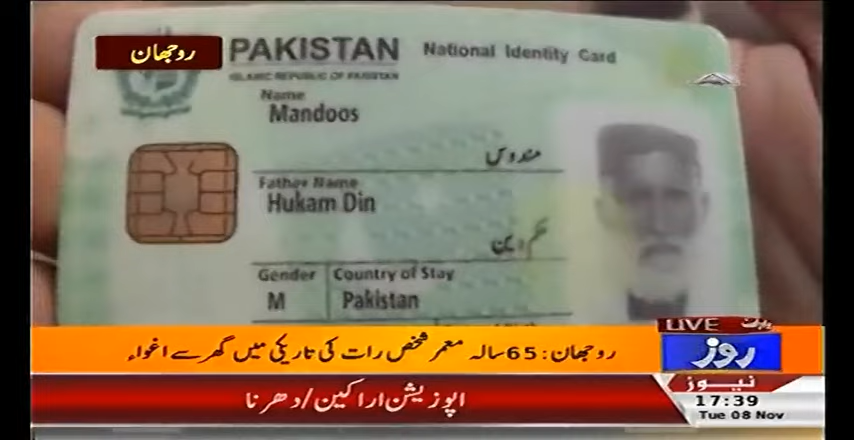 روجھان
PAKISTAN
National Identity Card
ISLAMIC REPUBLIC OF PAKISTAN
Name
Mandoos
مندوس
Father Name
Hukam Din
حکم دین
Gender
Country of Stay
M
Pakistan
LIVE
روجھان : 65 سالہ معمر شخص رات کی تاریکی میں گھر سے اغواء
روز
نیوز
اپوزیشن اراکین/دھرنا
17:39
Tue 08 Nov